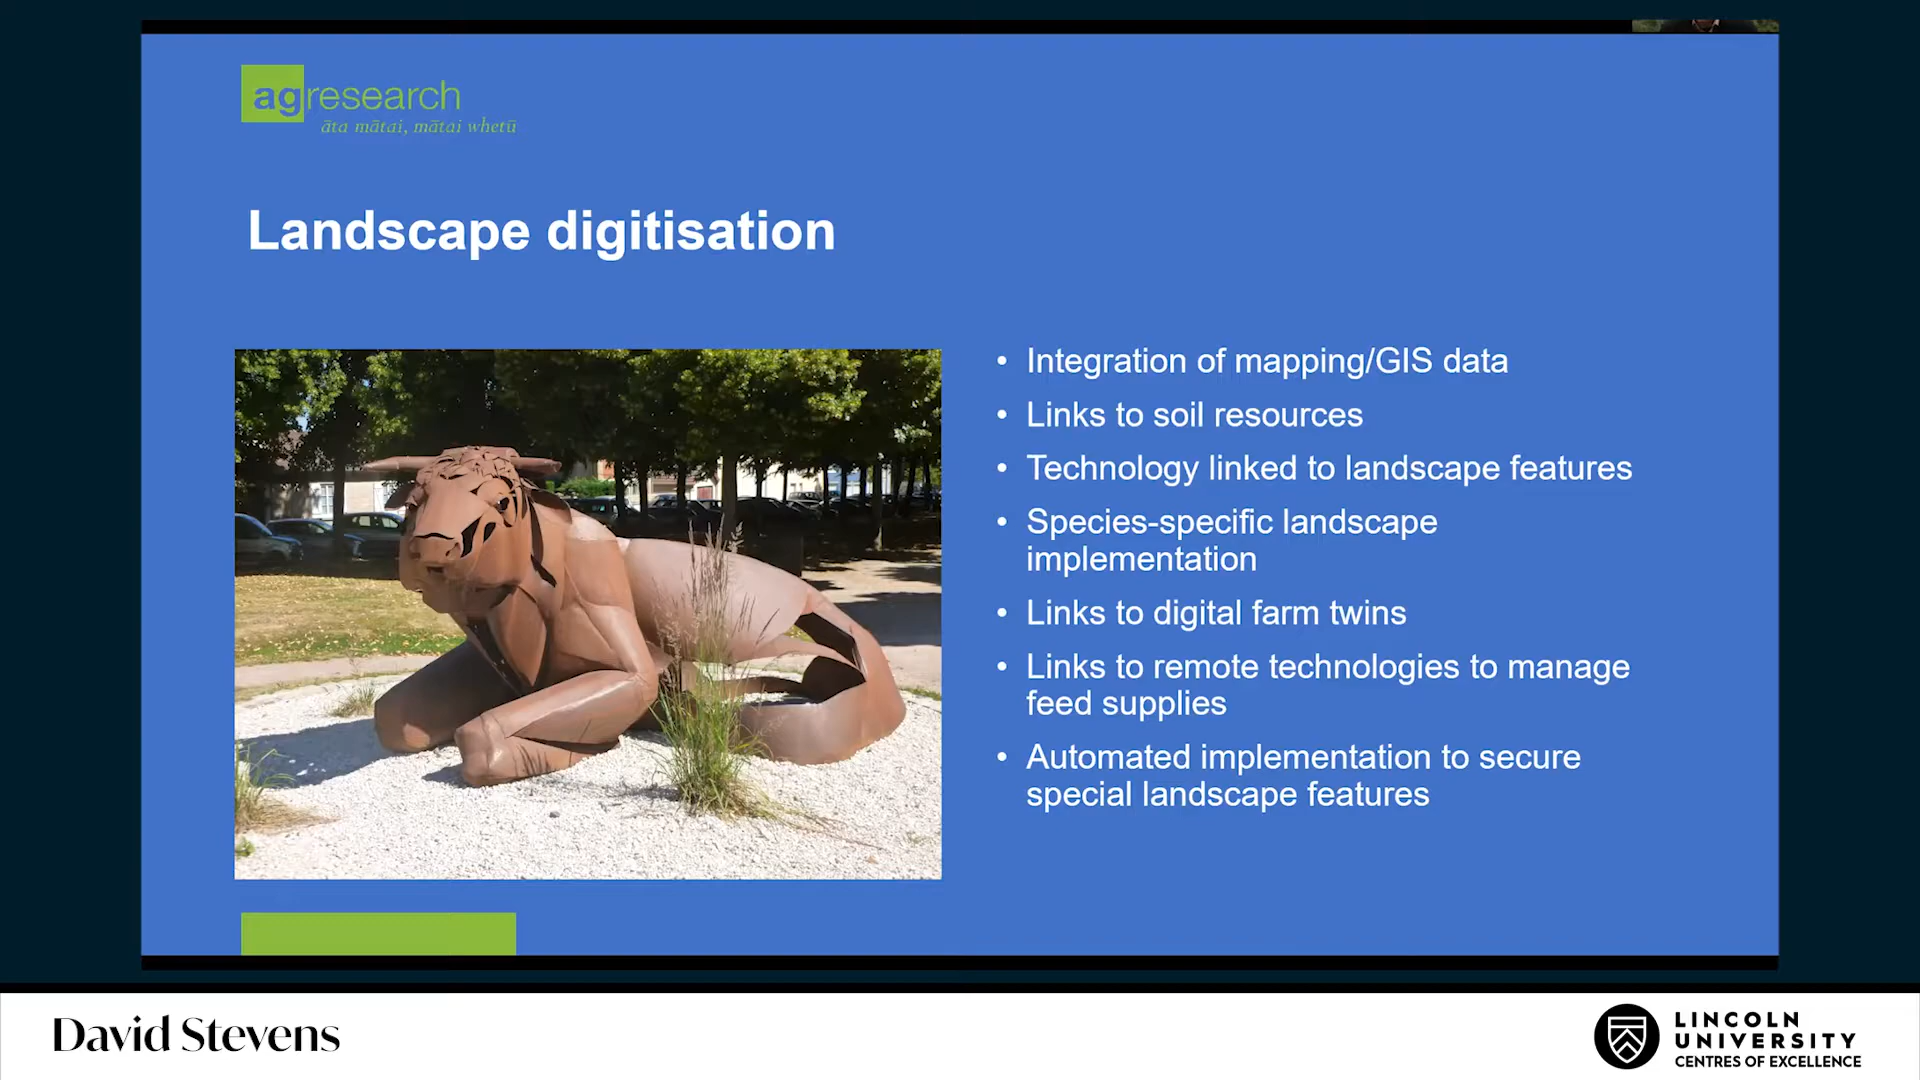 agresearch
āta mātai, mātai whetū
Landscape digitisation
• Integration of mapping/GIS data
• Links to soil resources
• Technology linked to landscape features
• Species-specific landscape
implementation
• Links to digital farm twins
• Links to remote technologies to manage
feed supplies
• Automated implementation to secure
special landscape features
David Stevens
LINCOLN
UNIVERSITY
CENTRES OF EXCELLENCE